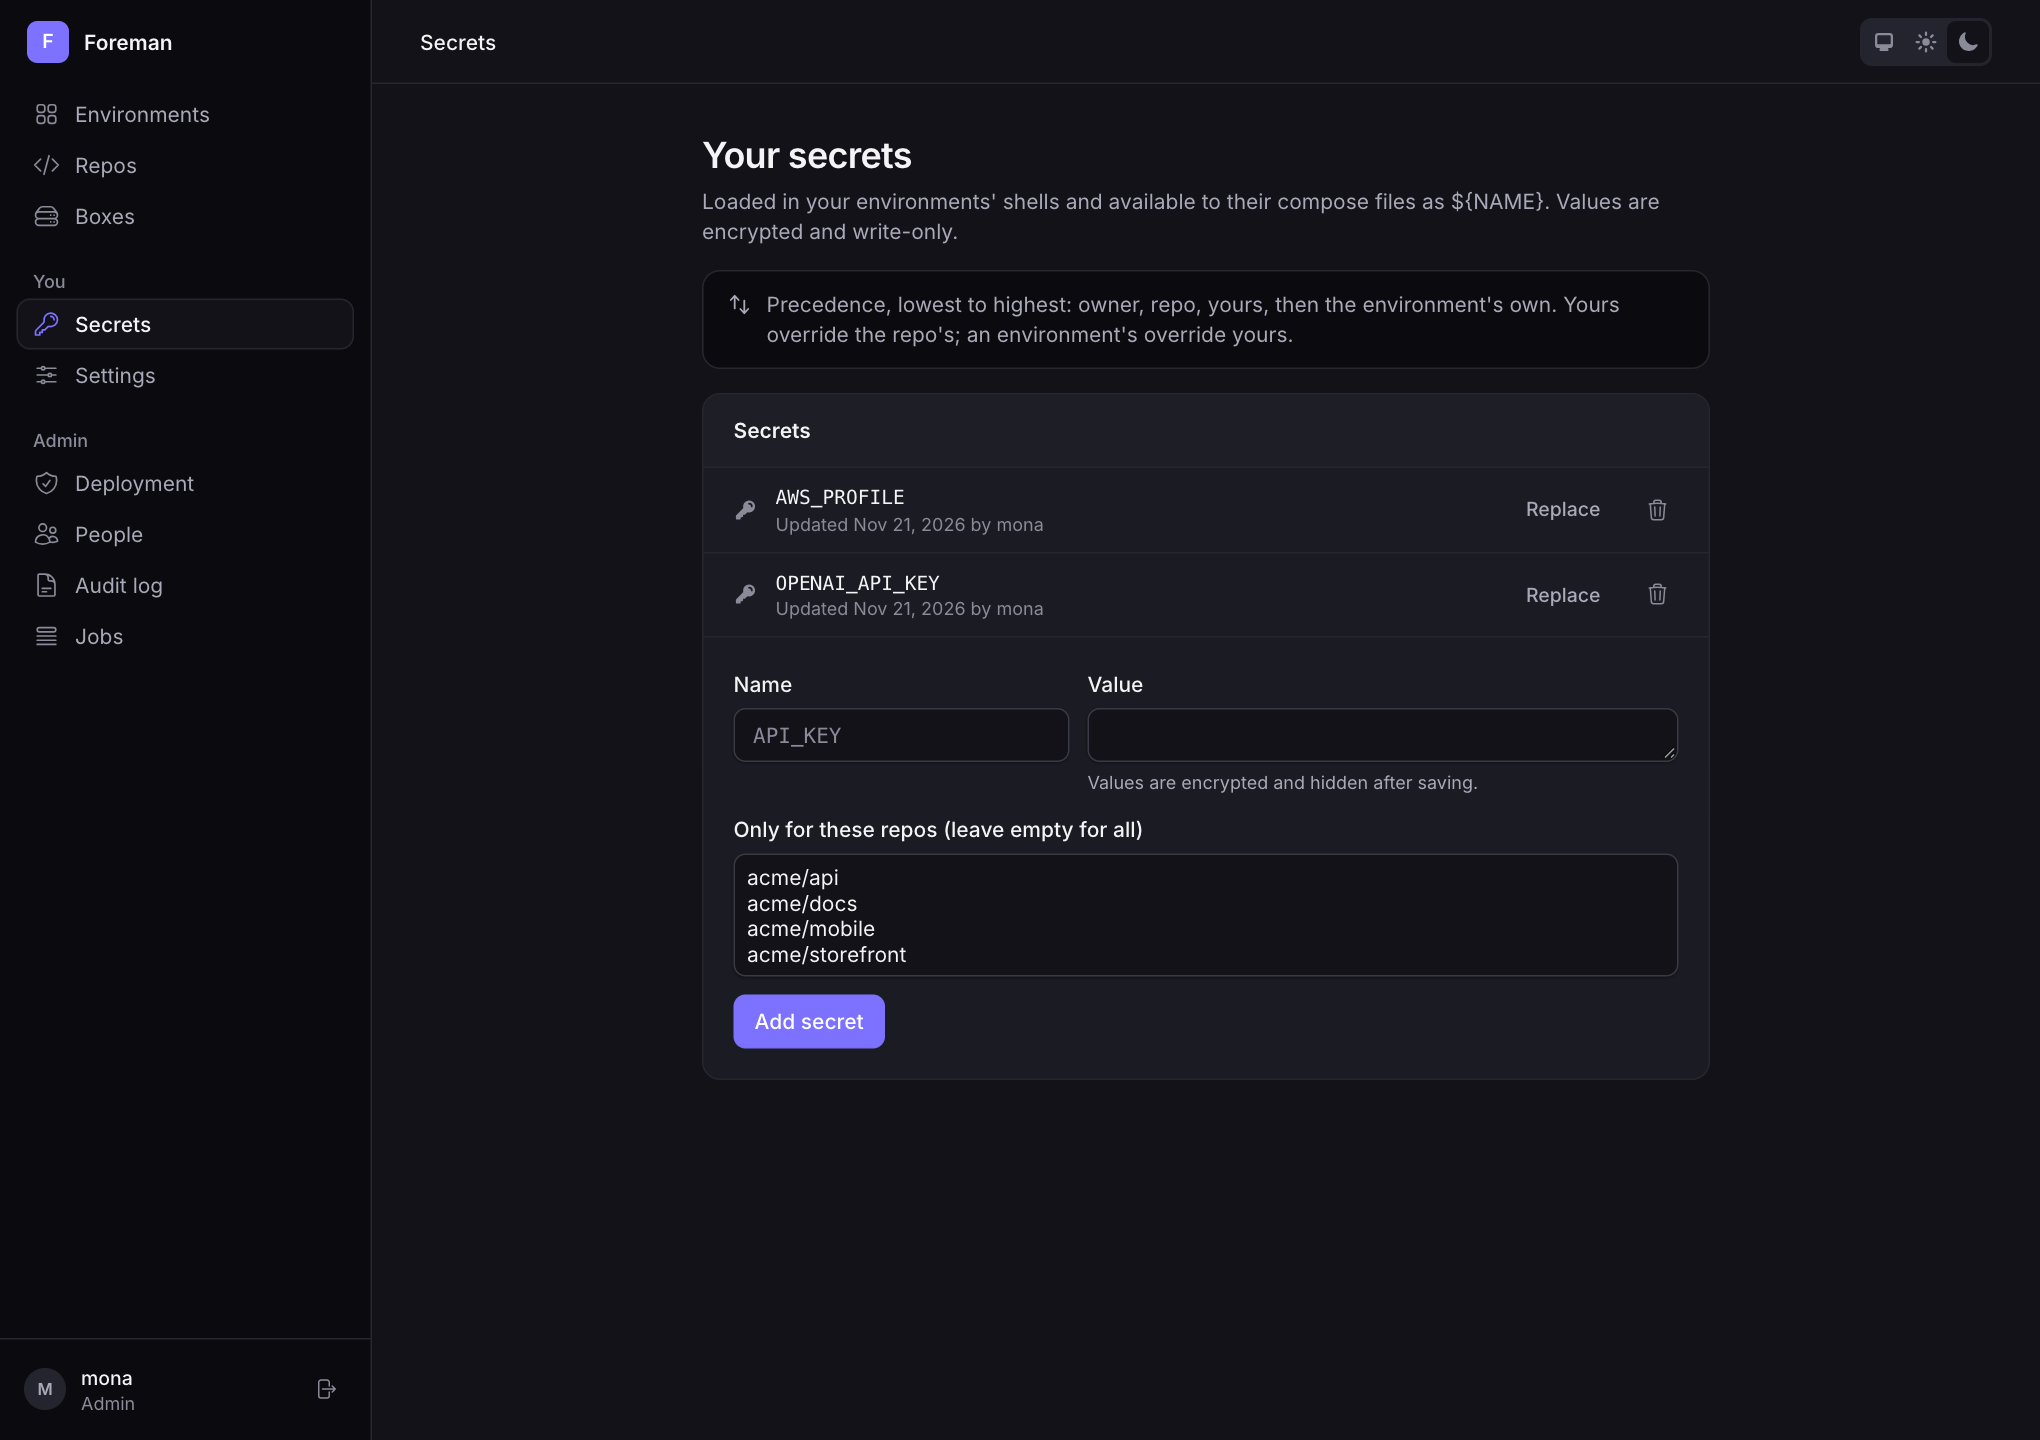 F
Foreman
Environments
Repos
Boxes
You
Secrets
Settings
Admin
Deployment
People
Audit log
Jobs
M
mona
Admin
Secrets
Your secrets
Loaded in your environments' shells and available to their compose files as ${NAME}. Values are
encrypted and write-only.
Precedence, lowest to highest: owner, repo, yours, then the environment's own. Yours
override the repo's; an environment's override yours.
Secrets
AWS_PROFILE
Updated Nov 21, 2026 by mona
Replace
OPENAI_API_KEY
Updated Nov 21, 2026 by mona
Replace
Name
Value
API_KEY
Values are encrypted and hidden after saving.
Only for these repos (leave empty for all)
acme/api
acme/docs
acme/mobile
acme/storefront
Add secret